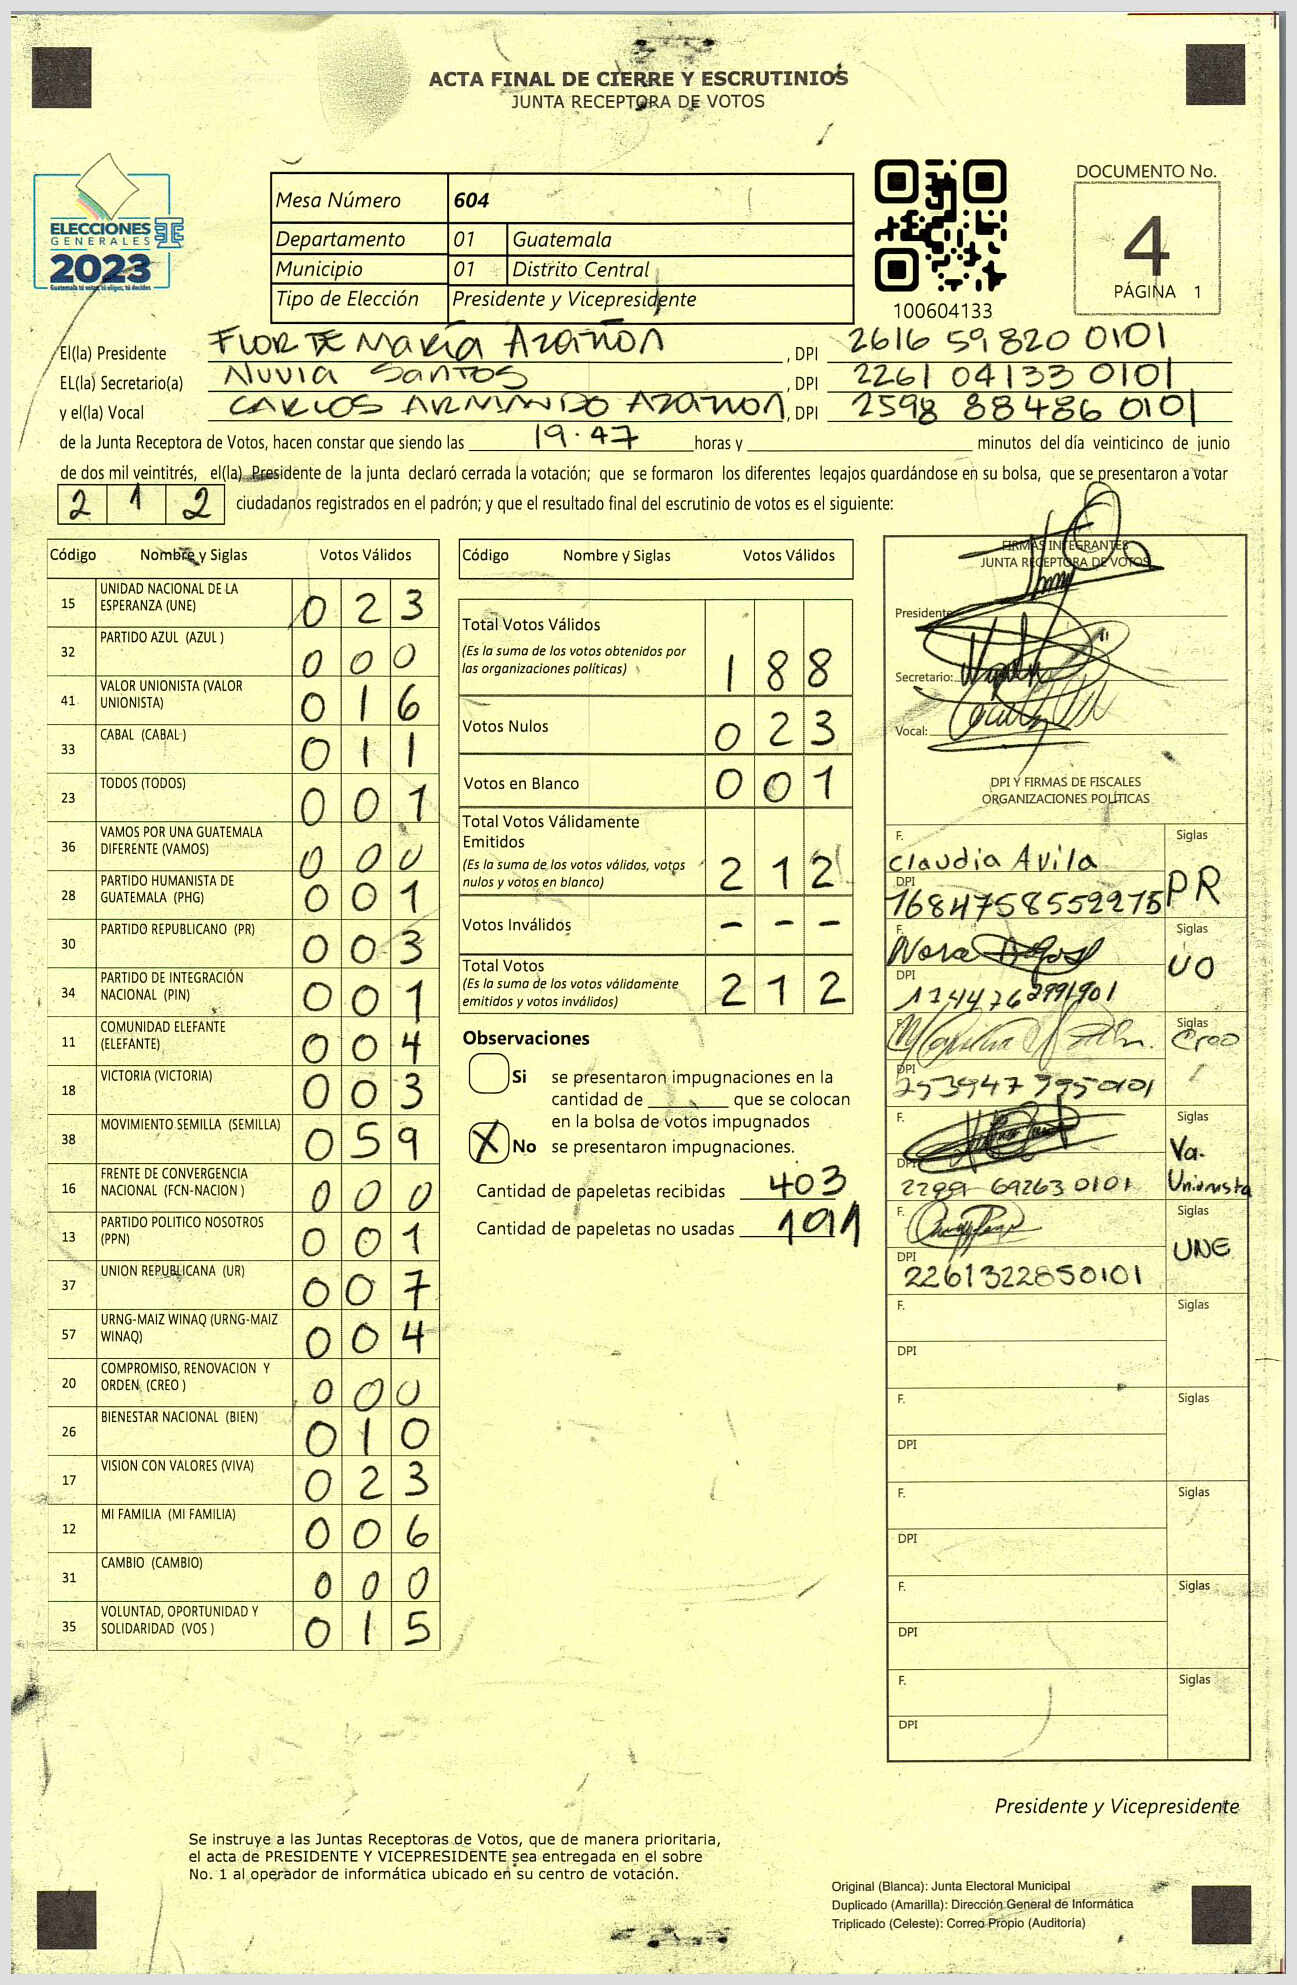 ACTA FINAL DE CIERRE Y ESCRUTINIOS
JUNTA RECEPTORA DE VOTOS
ELECCIONES
GENERALES
2023
Guatemala tú votas, tú eliges, tú decides
Mesa Número 604
Departamento 01 Guatemala
Municipio 01 Distrito Central
Tipo de Elección Presidente y Vicepresidente
100604133
DOCUMENTO No.
4
PÁGINA 1
El(la) Presidente FLOR DE MARÍA AZAÑON, DPI 2616 59820 0101
EL(la) Secretario(a) NUVIA SANTOS, DPI 2261 04133 0101
y el(la) Vocal CARLOS ARMANDO AZAÑON, DPI 2598 88486 0101
de la Junta Receptora de Votos, hacen constar que siendo las 19.47 horas y minutos del día veinticinco de junio
de dos mil veintitrés, el(la) Presidente de la junta declaró cerrada la votación; que se formaron los diferentes legajos guardándose en su bolsa, que se presentaron a votar
2 1 2 ciudadanos registrados en el padrón; y que el resultado final del escrutinio de votos es el siguiente:
Código Nombre y Siglas Votos Válidos
15 UNIDAD NACIONAL DE LA ESPERANZA (UNE) 0 2 3
32 PARTIDO AZUL (AZUL ) 0 0 0
41 VALOR UNIONISTA (VALOR UNIONISTA) 0 1 6
33 CABAL (CABAL ) 0 1 1
23 TODOS (TODOS) 0 0 1
36 VAMOS POR UNA GUATEMALA DIFERENTE (VAMOS) 0 0 0
28 PARTIDO HUMANISTA DE GUATEMALA (PHG) 0 0 1
30 PARTIDO REPUBLICANO (PR) 0 0 3
34 PARTIDO DE INTEGRACIÓN NACIONAL (PIN) 0 0 1
11 COMUNIDAD ELEFANTE (ELEFANTE) 0 0 4
18 VICTORIA (VICTORIA) 0 0 3
38 MOVIMIENTO SEMILLA (SEMILLA) 0 5 9
16 FRENTE DE CONVERGENCIA NACIONAL (FCN-NACION ) 0 0 0
13 PARTIDO POLITICO NOSOTROS (PPN) 0 0 1
37 UNION REPUBLICANA (UR) 0 0 7
57 URNG-MAIZ WINAQ (URNG-MAIZ WINAQ) 0 0 4
20 COMPROMISO, RENOVACION Y ORDEN (CREO ) 0 0 0
26 BIENESTAR NACIONAL (BIEN) 0 1 0
17 VISION CON VALORES (VIVA) 0 2 3
12 MI FAMILIA (MI FAMILIA) 0 0 6
31 CAMBIO (CAMBIO) 0 0 0
35 VOLUNTAD, OPORTUNIDAD Y SOLIDARIDAD (VOS ) 0 1 5
Código Nombre y Siglas Votos Válidos
Total Votos Válidos
(Es la suma de los votos obtenidos por
las organizaciones políticas) 1 8 8
Votos Nulos 0 2 3
Votos en Blanco 0 0 1
Total Votos Válidamente
Emitidos
(Es la suma de los votos válidos, votos
nulos y votos en blanco) 2 1 2
Votos Inválidos - - -
Total Votos
(Es la suma de los votos válidamente
emitidos y votos inválidos) 2 1 2
Observaciones
Si se presentaron impugnaciones en la
cantidad de ________ que se colocan
en la bolsa de votos impugnados
X No se presentaron impugnaciones.
Cantidad de papeletas recibidas 403
Cantidad de papeletas no usadas 191
FIRMAS INTEGRANTES
JUNTA RECEPTORA DE VOTOS
Presidente:
Secretario:
Vocal:
DPI Y FIRMAS DE FISCALES
ORGANIZACIONES POLÍTICAS
F. Claudia Avila Siglas PR
DPI 1684758552215
F. Nora Siglas UO
DPI
F. Siglas Creo
DPI 2539473950101
F. Siglas Va. Unionista
DPI 2299 69263 0101
F. Siglas UNE
DPI 2261322850101
F. Siglas
DPI
F. Siglas
DPI
F. Siglas
DPI
F. Siglas
DPI
F. Siglas
DPI
Presidente y Vicepresidente
Se instruye a las Juntas Receptoras de Votos, que de manera prioritaria,
el acta de PRESIDENTE Y VICEPRESIDENTE sea entregada en el sobre
No. 1 al operador de informática ubicado en su centro de votación.
Original (Blanca): Junta Electoral Municipal
Duplicado (Amarilla): Dirección General de Informática
Triplicado (Celeste): Correo Propio (Auditoría)